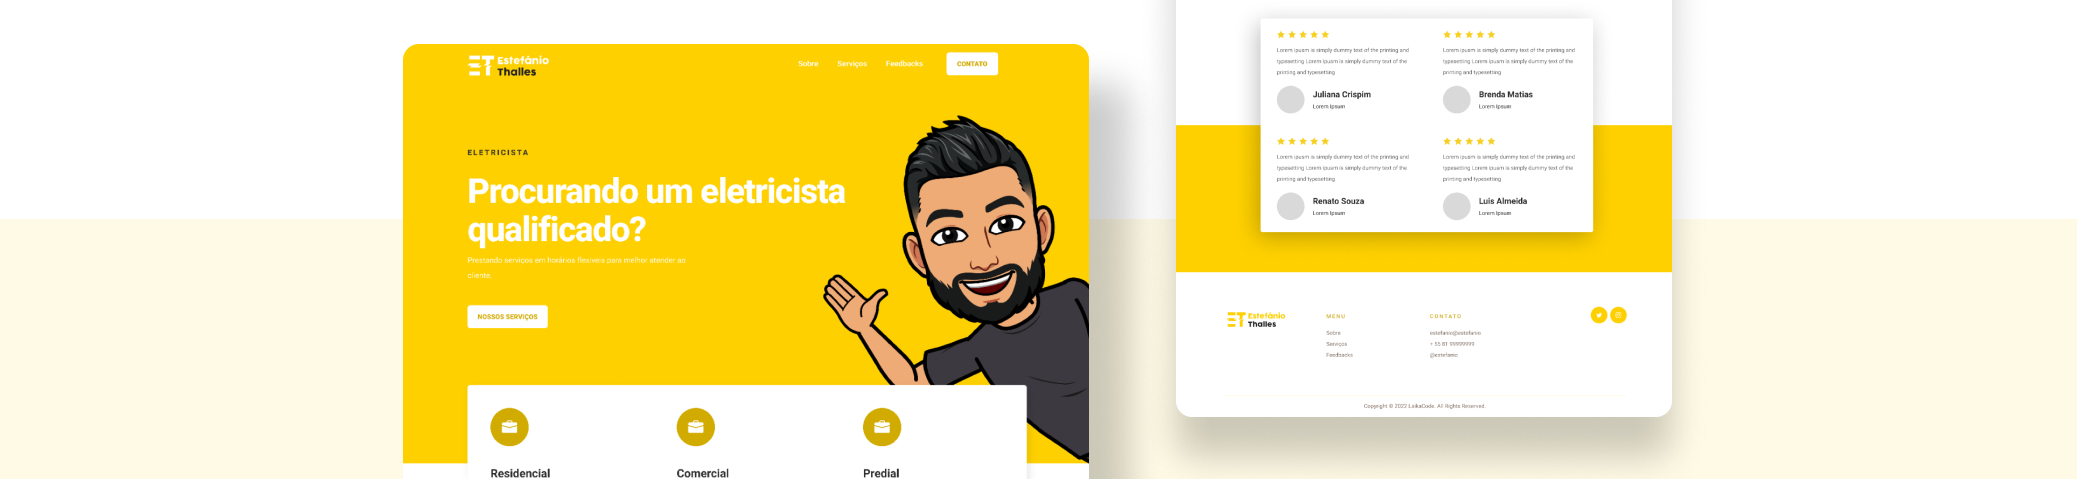 Estefânio
Thalles
Sobre
Serviços
Feedbacks
CONTATO
ELETRICISTA
Procurando um eletricista
qualificado?
Prestando serviços em horários flexíveis para melhor atender ao
cliente.
NOSSOS SERVIÇOS
Residencial
Comercial
Predial
Lorem Ipsum is simply dummy text of the printing and
typesetting Lorem Ipsum is simply dummy text of the
printing and typesetting
Juliana Crispim
Lorem Ipsum
Lorem Ipsum is simply dummy text of the printing and
typesetting Lorem Ipsum is simply dummy text of the
printing and typesetting
Brenda Matias
Lorem Ipsum
Lorem Ipsum is simply dummy text of the printing and
typesetting Lorem Ipsum is simply dummy text of the
printing and typesetting
Renato Souza
Lorem Ipsum
Lorem Ipsum is simply dummy text of the printing and
typesetting Lorem Ipsum is simply dummy text of the
printing and typesetting
Luis Almeida
Lorem Ipsum
Estefânio
Thalles
MENU
Sobre
Serviços
Feedbacks
CONTATO
estefanio@estefanio
+ 55 81 99999999
@estefanio
Copyright © 2022 LaikaCode. All Rights Reserved.